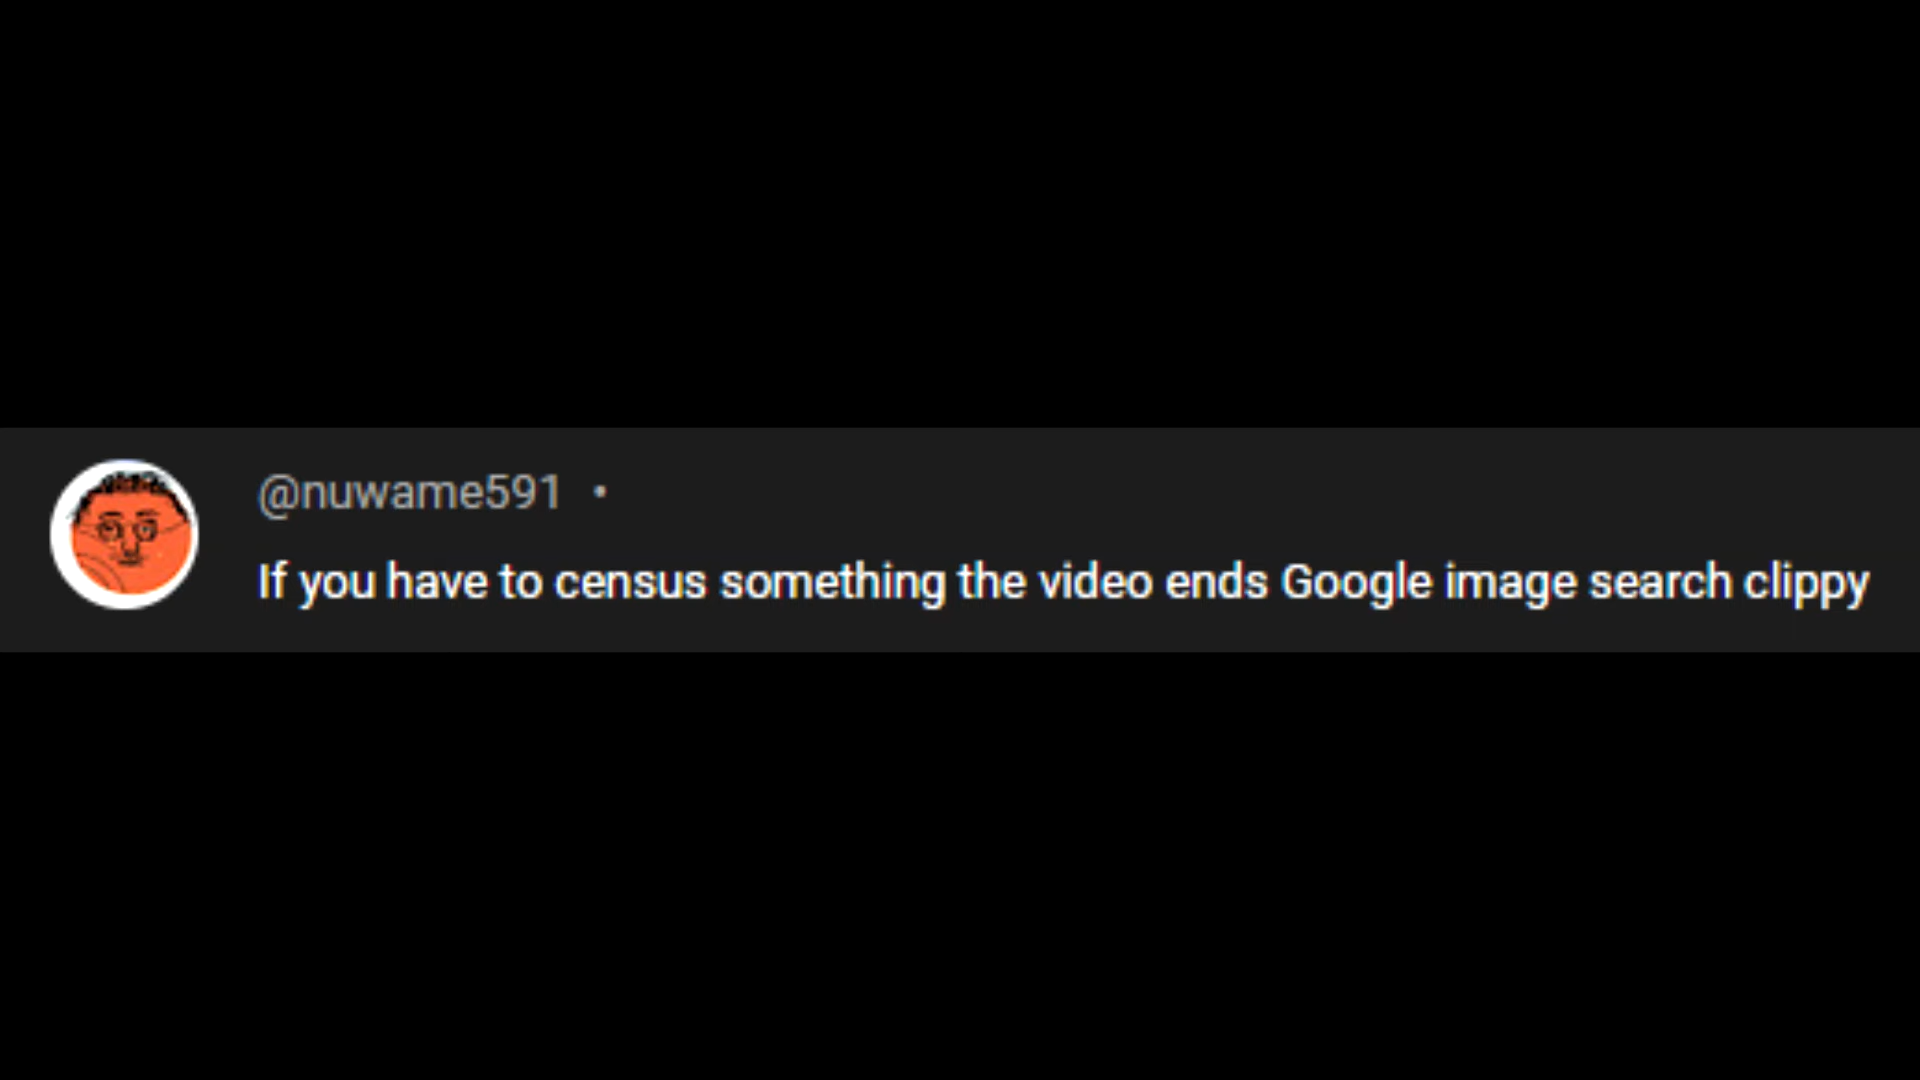 @nuwame591 •
If you have to census something the video ends Google image search clippy